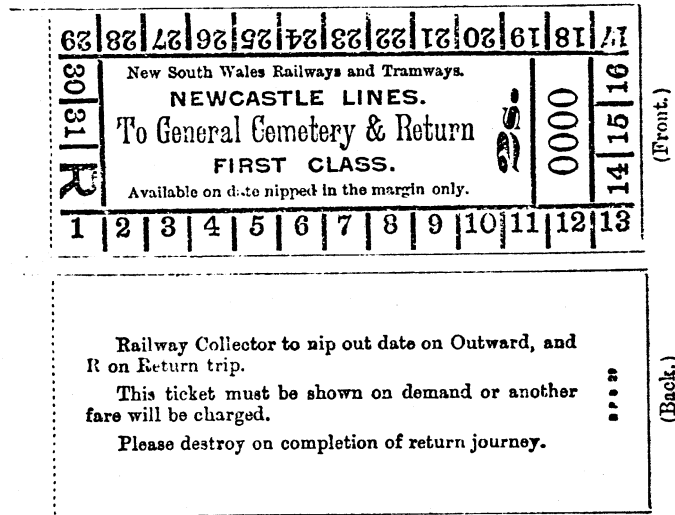 29 28 27 26 25 24 23 22 21 20 19 18 17
30 31 R
New South Wales Railways and Tramways.
NEWCASTLE LINES.
To General Cemetery & Return
FIRST CLASS.
Available on date nipped in the margin only.
0000
14 15 16
1 2 3 4 5 6 7 8 9 10 11 12 13
(Front.)
Railway Collector to nip out date on Outward, and
R on Return trip.
This ticket must be shown on demand or another
fare will be charged.
Please destroy on completion of return journey.
(Back.)